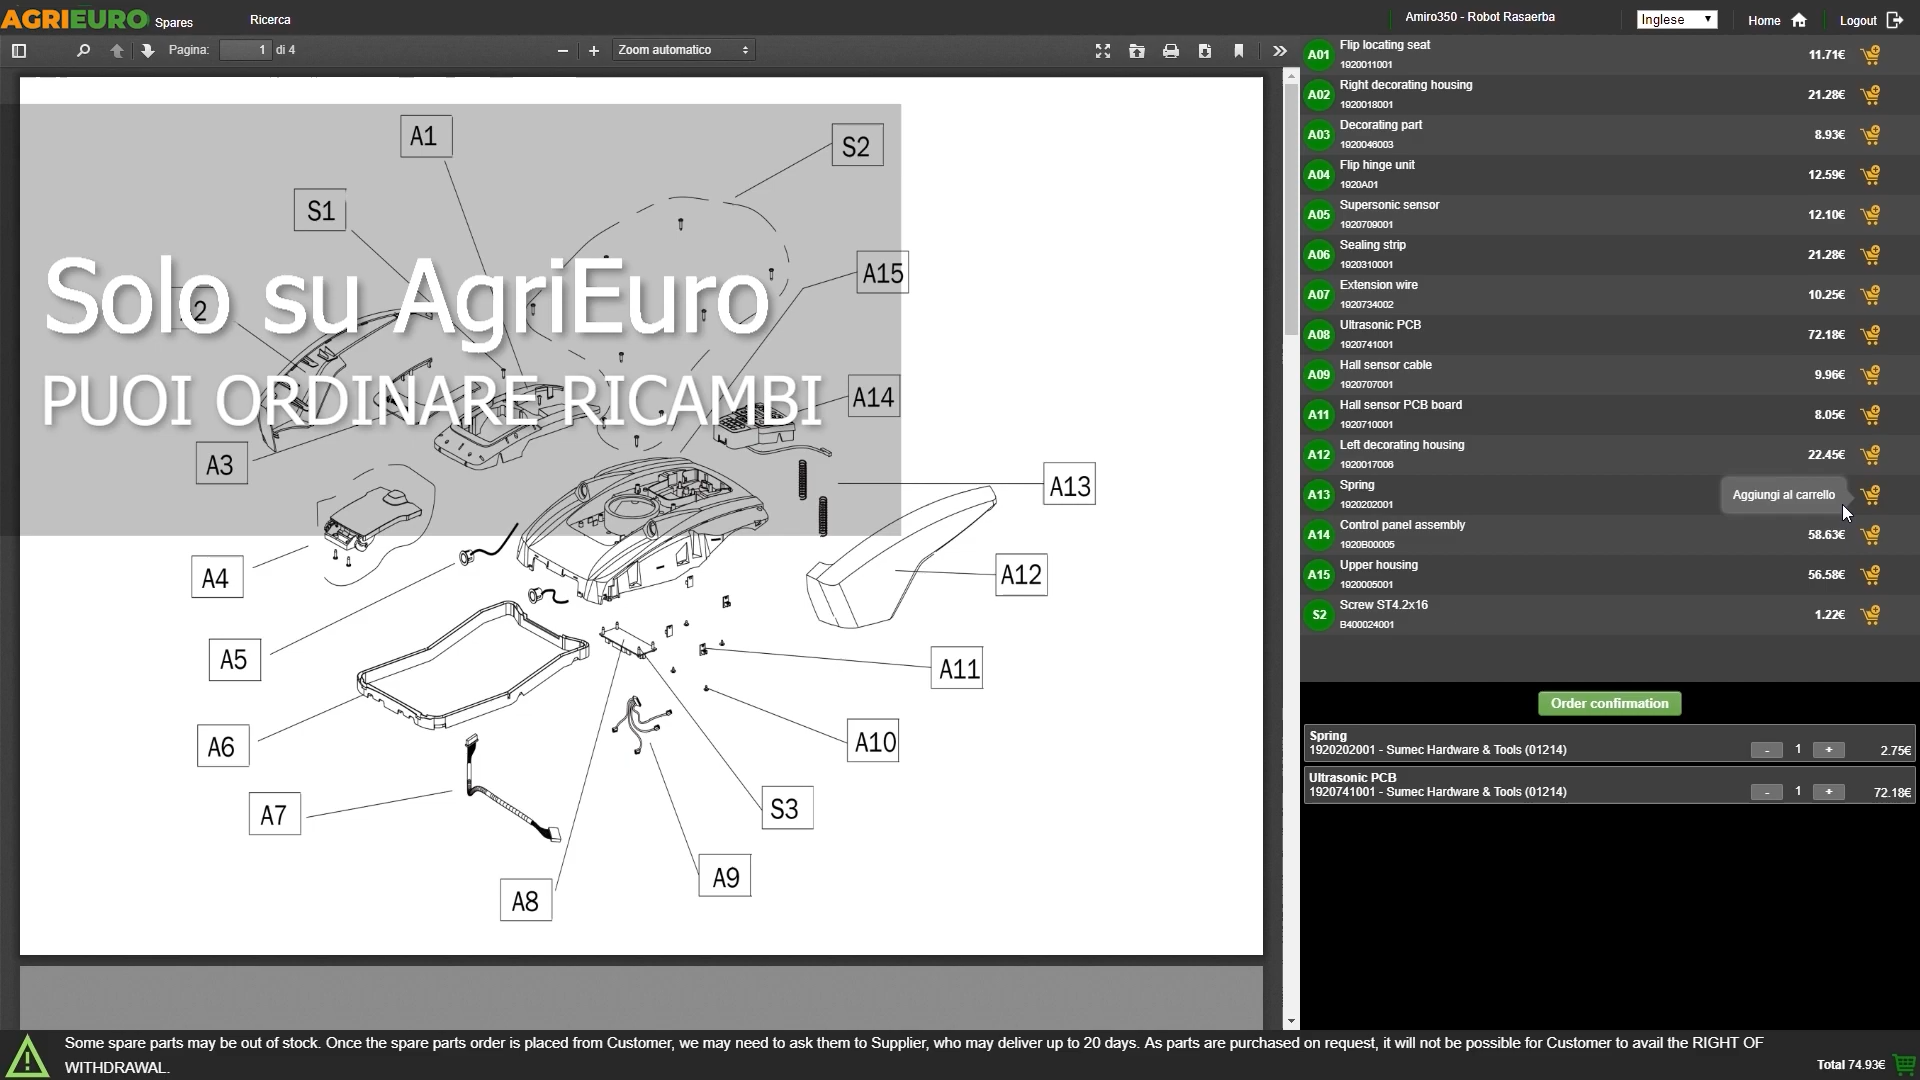 AGRIEURO Spares
Ricerca
Amiro350 - Robot Rasaerba
Inglese
Home
Logout
Pagina: 1 di 4
Zoom automatico
A1
S2
S1
A15
2
Solo su AgriEuro
PUOI ORDINARE RICAMBI
A14
A3
A13
A4
A12
A5
A11
A6
A10
A7
S3
A9
A8
A01 Flip locating seat 11.71€
1920011001
A02 Right decorating housing 21.28€
1920018001
A03 Decorating part 8.93€
1920046003
A04 Flip hinge unit 12.59€
1920A01
A05 Supersonic sensor 12.10€
1920709001
A06 Sealing strip 21.28€
1920310001
A07 Extension wire 10.25€
1920734002
A08 Ultrasonic PCB 72.18€
1920741001
A09 Hall sensor cable 9.96€
1920707001
A11 Hall sensor PCB board 8.05€
1920710001
A12 Left decorating housing 22.45€
1920017006
A13 Spring Aggiungi al carrello
1920202001
A14 Control panel assembly 58.63€
1920B00005
A15 Upper housing 56.58€
1920005001
S2 Screw ST4.2x16 1.22€
B400024001
Order confirmation
Spring
1920202001 - Sumec Hardware & Tools (01214) - 1 + 2.75€
Ultrasonic PCB
1920741001 - Sumec Hardware & Tools (01214) - 1 + 72.18€
Some spare parts may be out of stock. Once the spare parts order is placed from Customer, we may need to ask them to Supplier, who may deliver up to 20 days. As parts are purchased on request, it will not be possible for Customer to avail the RIGHT OF
WITHDRAWAL.
Total 74.93€